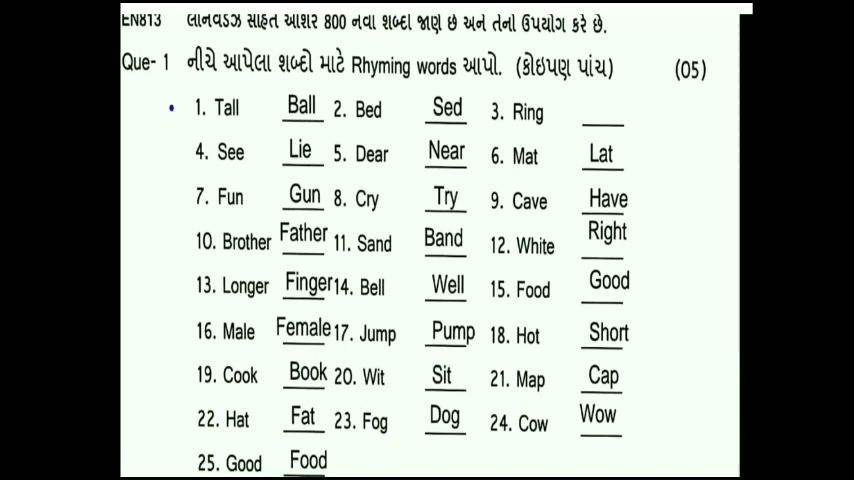 EN813 લાનવડઝ સાહત આશરે 800 નવા શબ્દો જાણે છે અને તેનો ઉપયોગ કરે છે.
Que- 1 નીચે આપેલા શબ્દો માટે Rhyming words આપો. (કોઇપણ પાંચ) (05)
• 1. Tall Ball 2. Bed Sed 3. Ring ____
4. See Lie 5. Dear Near 6. Mat Lat
7. Fun Gun 8. Cry Try 9. Cave Have
10. Brother Father 11. Sand Band 12. White Right
13. Longer Finger 14. Bell Well 15. Food Good
16. Male Female 17. Jump Pump 18. Hot Short
19. Cook Book 20. Wit Sit 21. Map Cap
22. Hat Fat 23. Fog Dog 24. Cow Wow
25. Good Food